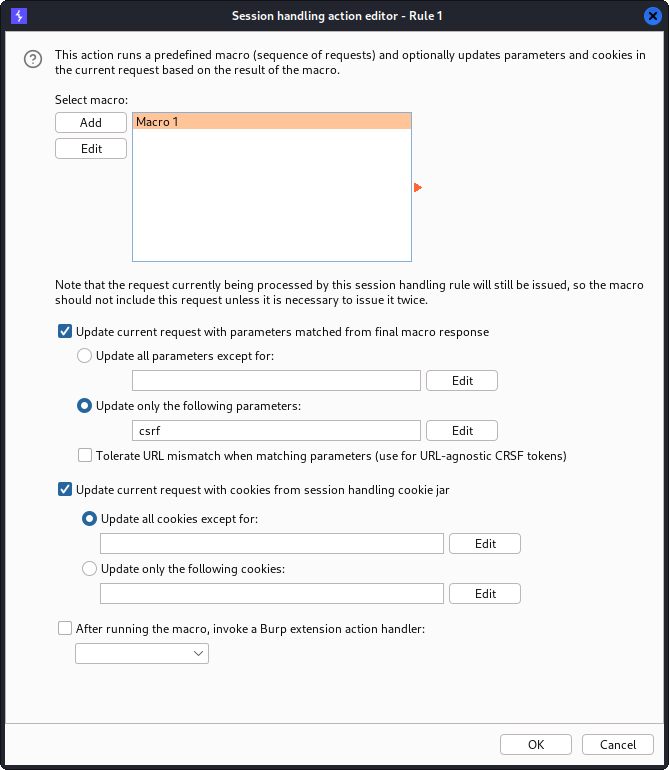 Session handling action editor - Rule 1
This action runs a predefined macro (sequence of requests) and optionally updates parameters and cookies in
the current request based on the result of the macro.
Select macro:
Add
Macro 1
Edit
Note that the request currently being processed by this session handling rule will still be issued, so the macro
should not include this request unless it is necessary to issue it twice.
Update current request with parameters matched from final macro response
Update all parameters except for:
Edit
Update only the following parameters:
csrf
Edit
Tolerate URL mismatch when matching parameters (use for URL-agnostic CRSF tokens)
Update current request with cookies from session handling cookie jar
Update all cookies except for:
Edit
Update only the following cookies:
Edit
After running the macro, invoke a Burp extension action handler:
OK
Cancel